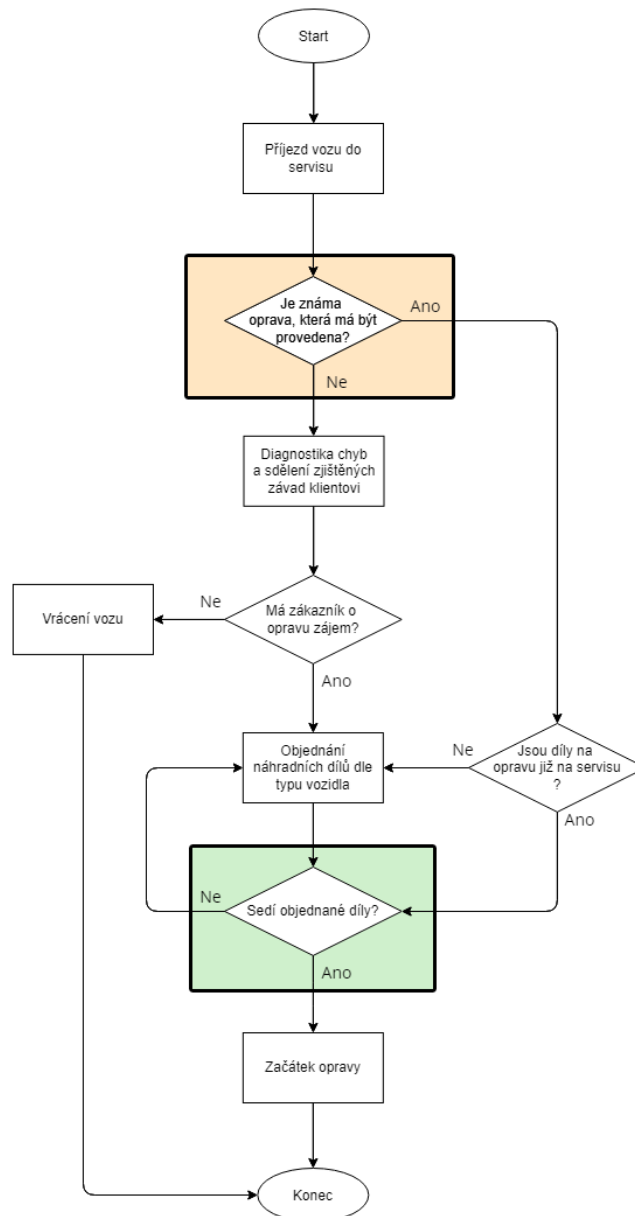 Start
Příjezd vozu do
servisu
Je známa
oprava, která má být
provedena?
Ano
Ne
Diagnostika chyb
a sdělení zjištěných
závad klientovi
Ne
Má zákazník o
opravu zájem?
Vrácení vozu
Ano
Objednání
náhradních dílů dle
typu vozidla
Ne
Jsou díly na
opravu již na servisu
?
Ano
Ne
Sedí objednané díly?
Ano
Začátek opravy
Konec